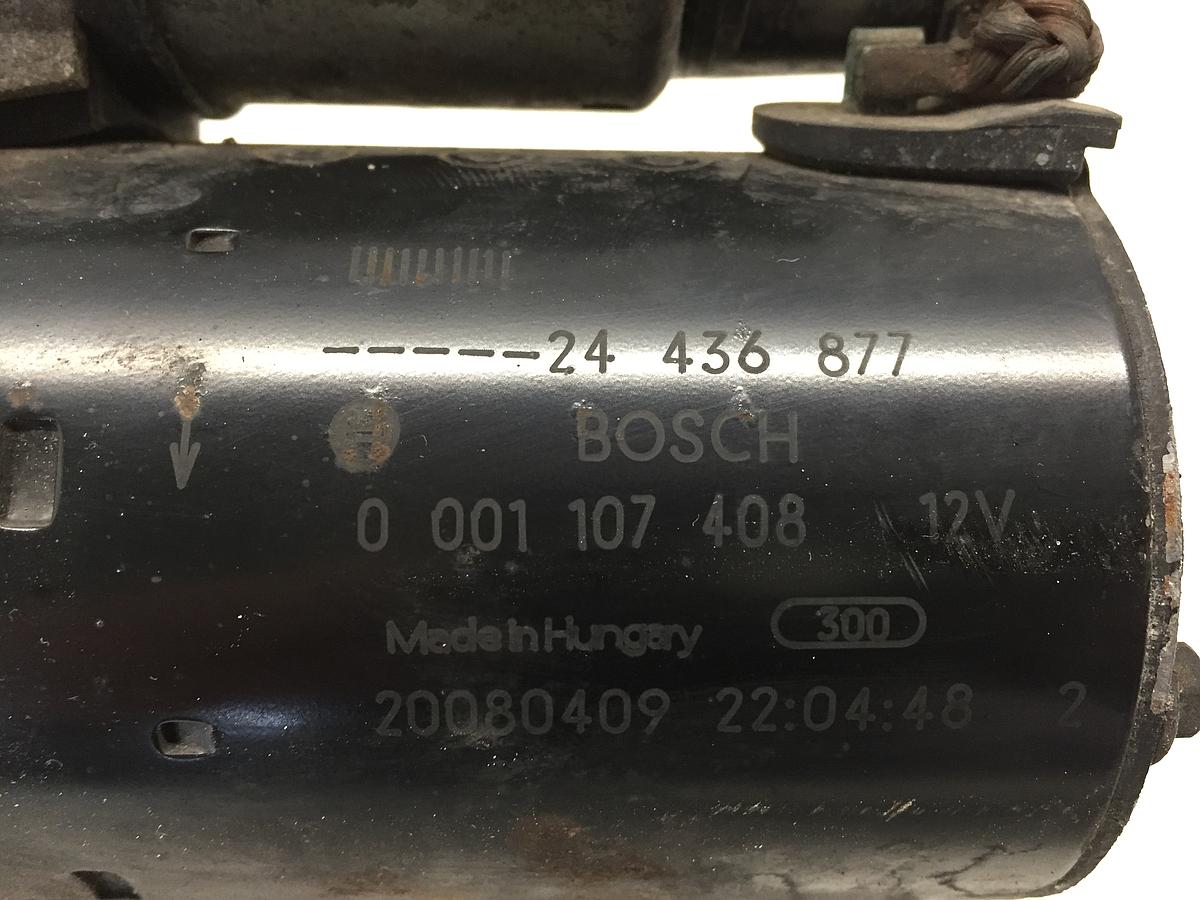 -----24 436 877
BOSCH
0 001 107 408 12V
Made in Hungary 300
20080409 22:04:48 2